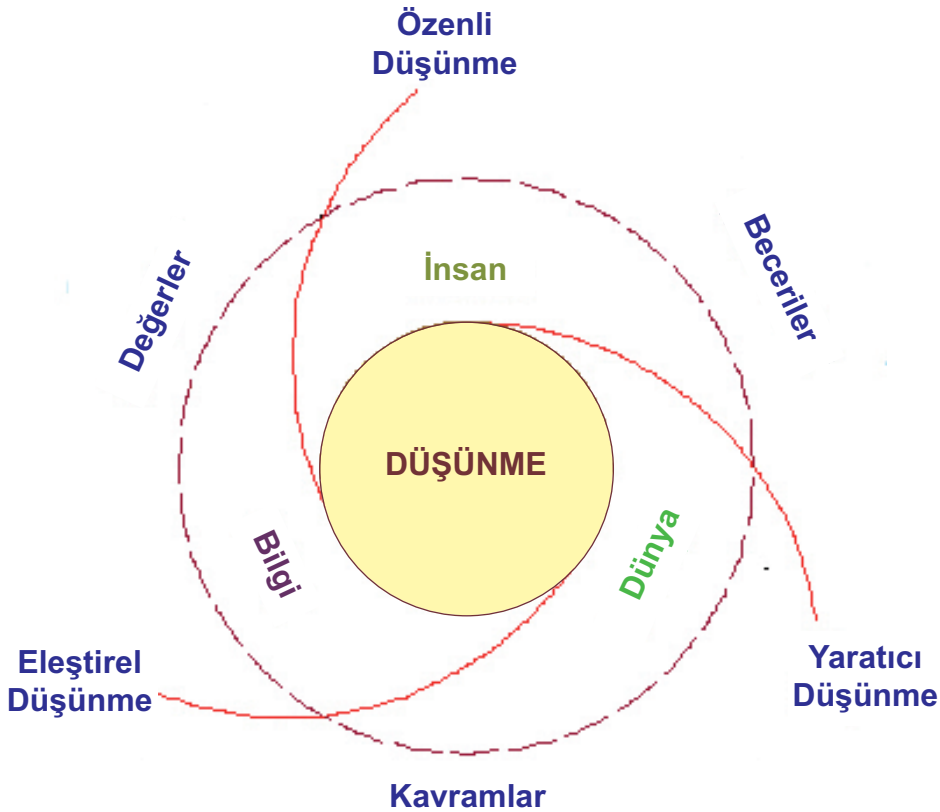 Özenli
Düşünme
Değerler
Beceriler
İnsan
DÜŞÜNME
Bilgi
Dünya
Eleştirel
Düşünme
Yaratıcı
Düşünme
Kavramlar